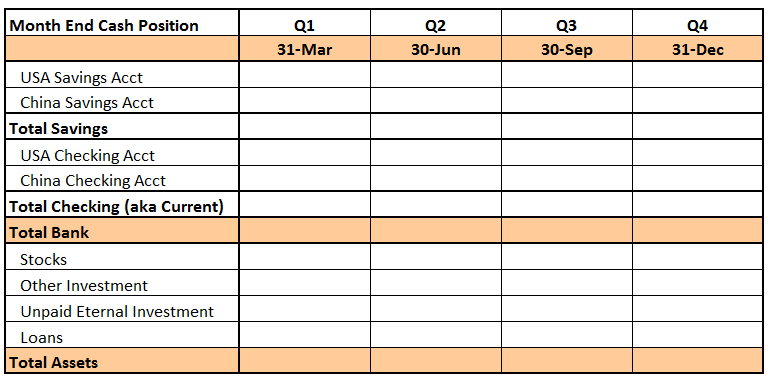 Month End Cash Position Q1 Q2 Q3 Q4
31-Mar 30-Jun 30-Sep 31-Dec
USA Savings Acct
China Savings Acct
Total Savings
USA Checking Acct
China Checking Acct
Total Checking (aka Current)
Total Bank
Stocks
Other Investment
Unpaid Eternal Investment
Loans
Total Assets